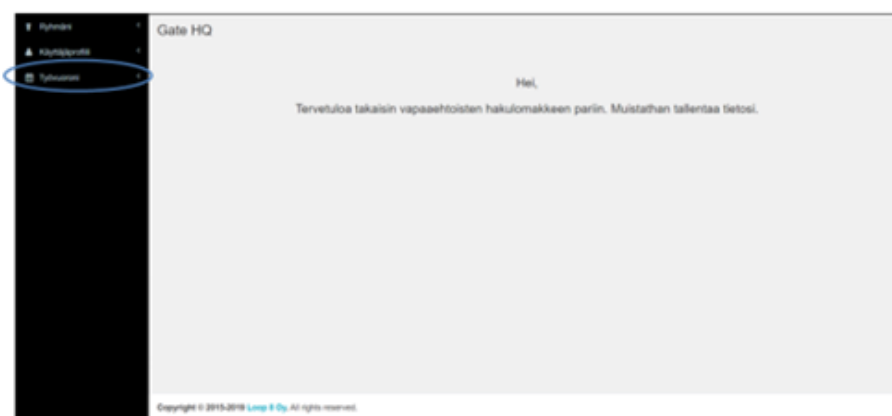 Ryhmäni
Käyttäjäprofiili
Työvuoroni
Gate HQ
Hei,
Tervetuloa takaisin vapaaehtoisten hakulomakkeen pariin. Muistathan tallentaa tietosi.
Copyright © 2015-2019 Loop 8 Oy. All rights reserved.